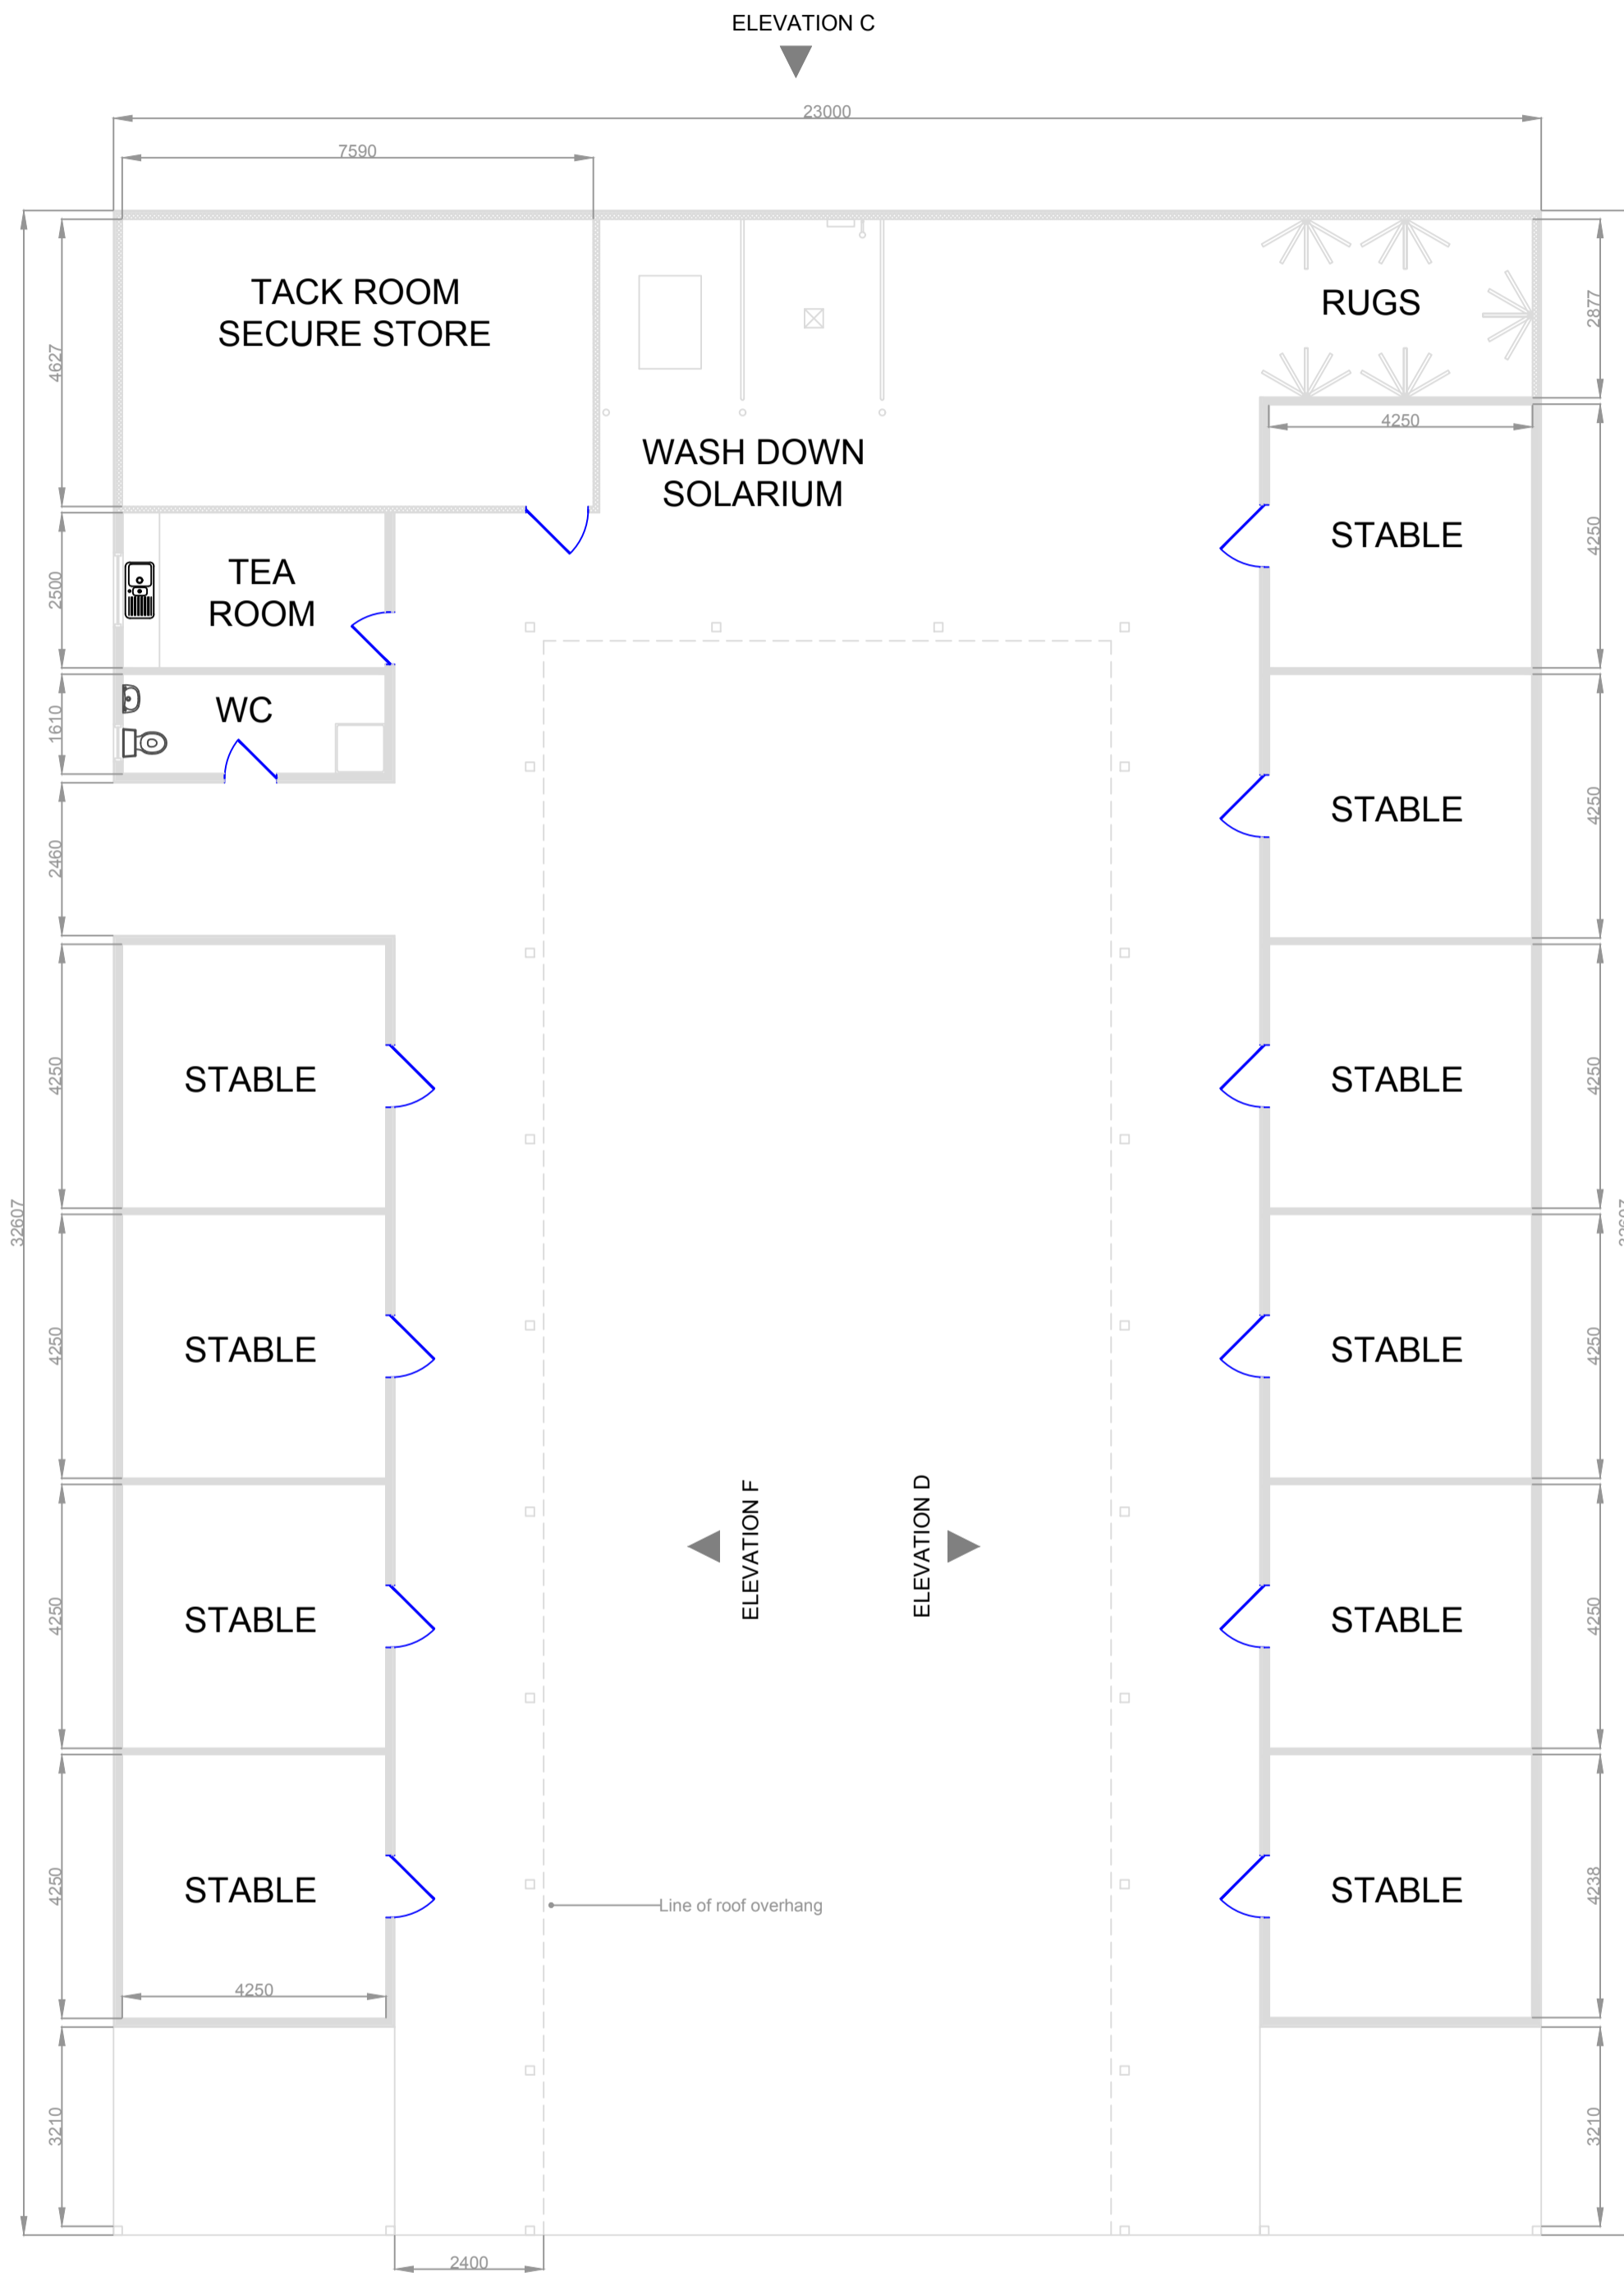 ELEVATION C
23000
7590
TACK ROOM
SECURE STORE
4627
RUGS
2877
4250
WASH DOWN
SOLARIUM
STABLE
4250
TEA
ROOM
2500
WC
1610
STABLE
4250
2460
STABLE
4250
STABLE
4250
32607
32607
STABLE
4250
STABLE
4250
ELEVATION F
ELEVATION D
STABLE
4250
STABLE
4250
STABLE
4250
STABLE
4238
Line of roof overhang
4250
3210
3210
2400